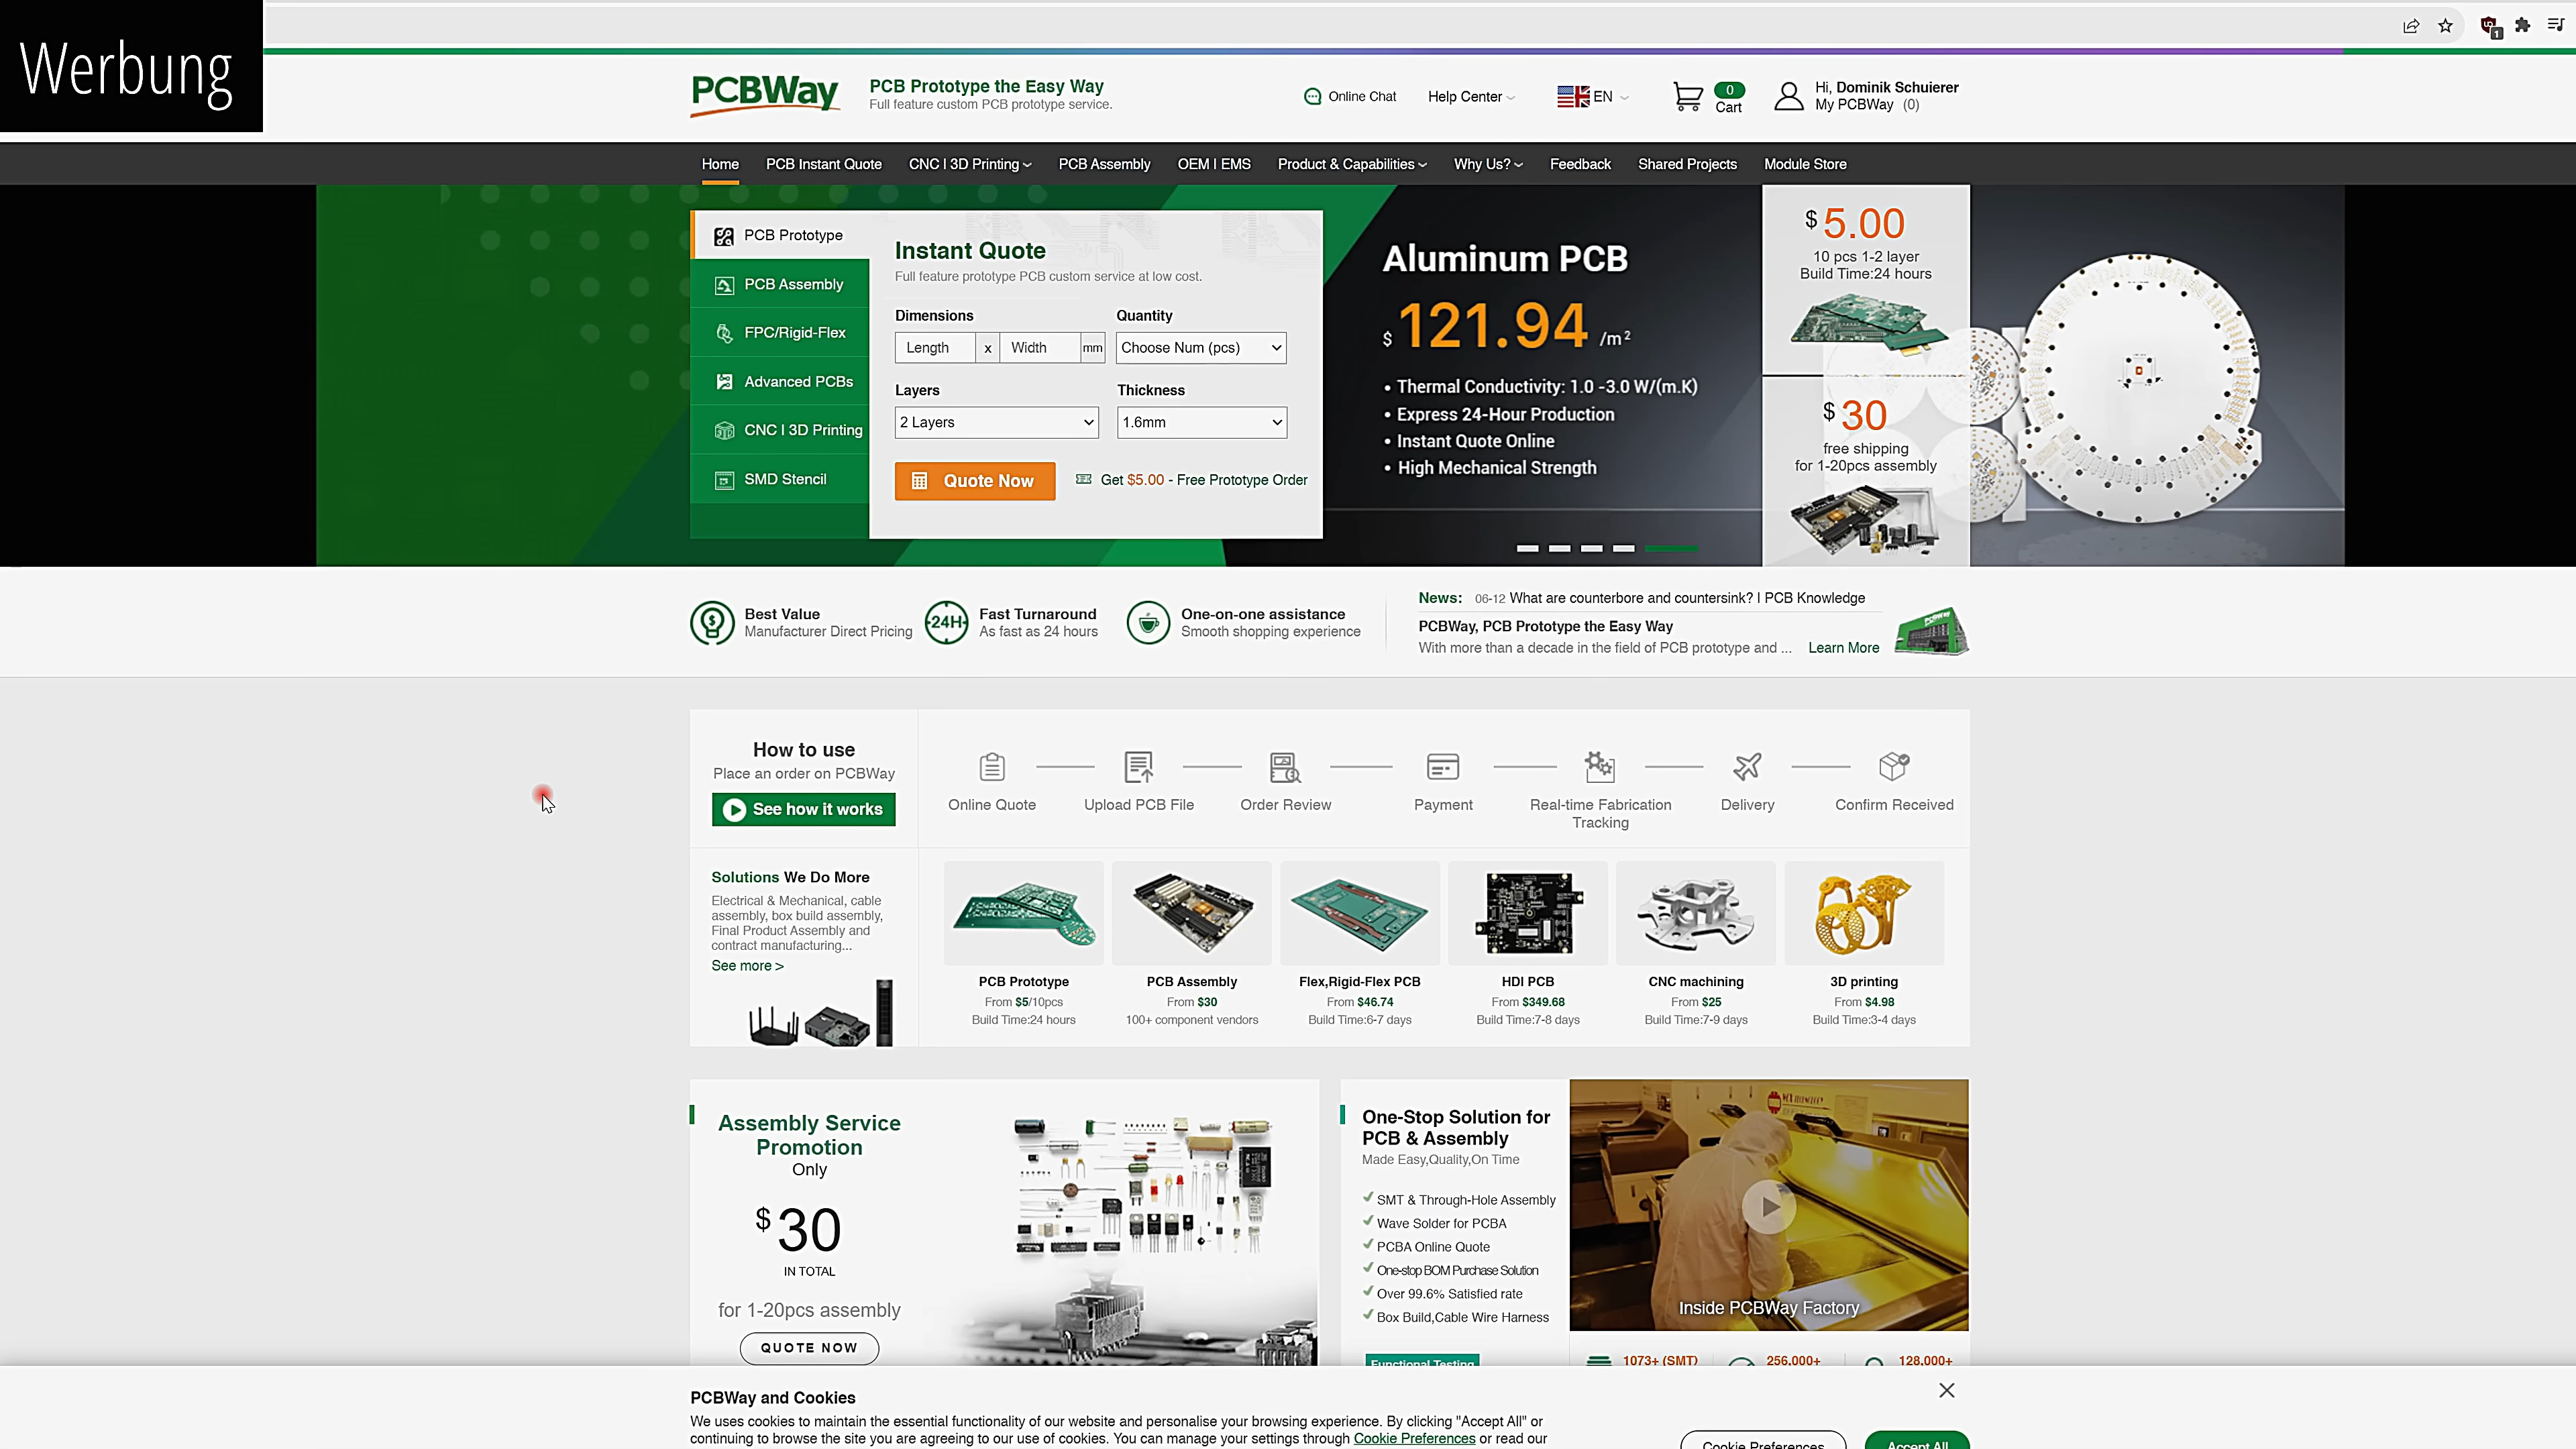 Werbung
PCBWay
PCB Prototype the Easy Way
Full feature custom PCB prototype service.
Online Chat
Help Center
EN
0
Cart
Hi, Dominik Schuierer
My PCBWay (0)
1
Home
PCB Instant Quote
CNC | 3D Printing
PCB Assembly
OEM | EMS
Product & Capabilities
Why Us?
Feedback
Shared Projects
Module Store
PCB Prototype
PCB Assembly
FPC/Rigid-Flex
Advanced PCBs
CNC | 3D Printing
SMD Stencil
Instant Quote
Full feature prototype PCB custom service at low cost.
Dimensions
Quantity
Length x Width mm
Choose Num (pcs)
Layers
Thickness
2 Layers
1.6mm
Quote Now
Get $5.00 - Free Prototype Order
Aluminum PCB
$ 121.94 /m²
• Thermal Conductivity: 1.0 -3.0 W/(m.K)
• Express 24-Hour Production
• Instant Quote Online
• High Mechanical Strength
$ 5.00
10 pcs 1-2 layer
Build Time:24 hours
$ 30
free shipping
for 1-20pcs assembly
Best Value
Manufacturer Direct Pricing
24H
Fast Turnaround
As fast as 24 hours
One-on-one assistance
Smooth shopping experience
News: 06-12 What are counterbore and countersink? | PCB Knowledge
PCBWay, PCB Prototype the Easy Way
With more than a decade in the field of PCB prototype and ... Learn More
How to use
Place an order on PCBWay
See how it works
Online Quote
Upload PCB File
Order Review
Payment
Real-time Fabrication
Tracking
Delivery
Confirm Received
Solutions We Do More
Electrical & Mechanical, cable
assembly, box build assembly,
Final Product Assembly and
contract manufacturing...
See more >
PCB Prototype
From $5/10pcs
Build Time:24 hours
PCB Assembly
From $30
100+ component vendors
Flex,Rigid-Flex PCB
From $46.74
Build Time:6-7 days
HDI PCB
From $349.68
Build Time:7-8 days
CNC machining
From $25
Build Time:7-9 days
3D printing
From $4.98
Build Time:3-4 days
Assembly Service
Promotion
Only
$ 30
IN TOTAL
for 1-20pcs assembly
QUOTE NOW
One-Stop Solution for
PCB & Assembly
Made Easy,Quality,On Time
SMT & Through-Hole Assembly
Wave Solder for PCBA
PCBA Online Quote
One-stop BOM Purchase Solution
Over 99.6% Satisfied rate
Box Build,Cable Wire Harness
Functional Testing
Inside PCBWay Factory
1073+ (SMT)
256,000+
128,000+
PCBWay and Cookies
We uses cookies to maintain the essential functionality of our website and personalise your browsing experience. By clicking "Accept All" or
continuing to browse the site you are agreeing to our use of cookies. You can manage your settings through Cookie Preferences or read our
Cookie Preferences
Accept All